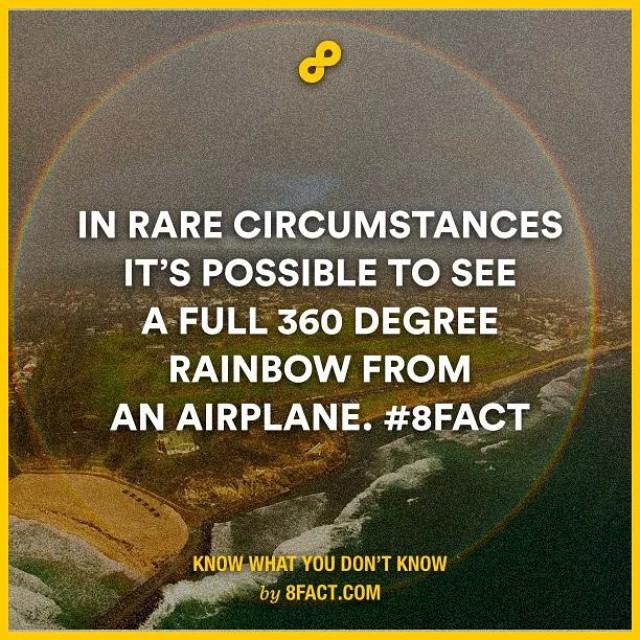 IN RARE CIRCUMSTANCES
IT'S POSSIBLE TO SEE
A FULL 360 DEGREE
RAINBOW FROM
AN AIRPLANE. #8FACT
KNOW WHAT YOU DON'T KNOW
by 8FACT.COM